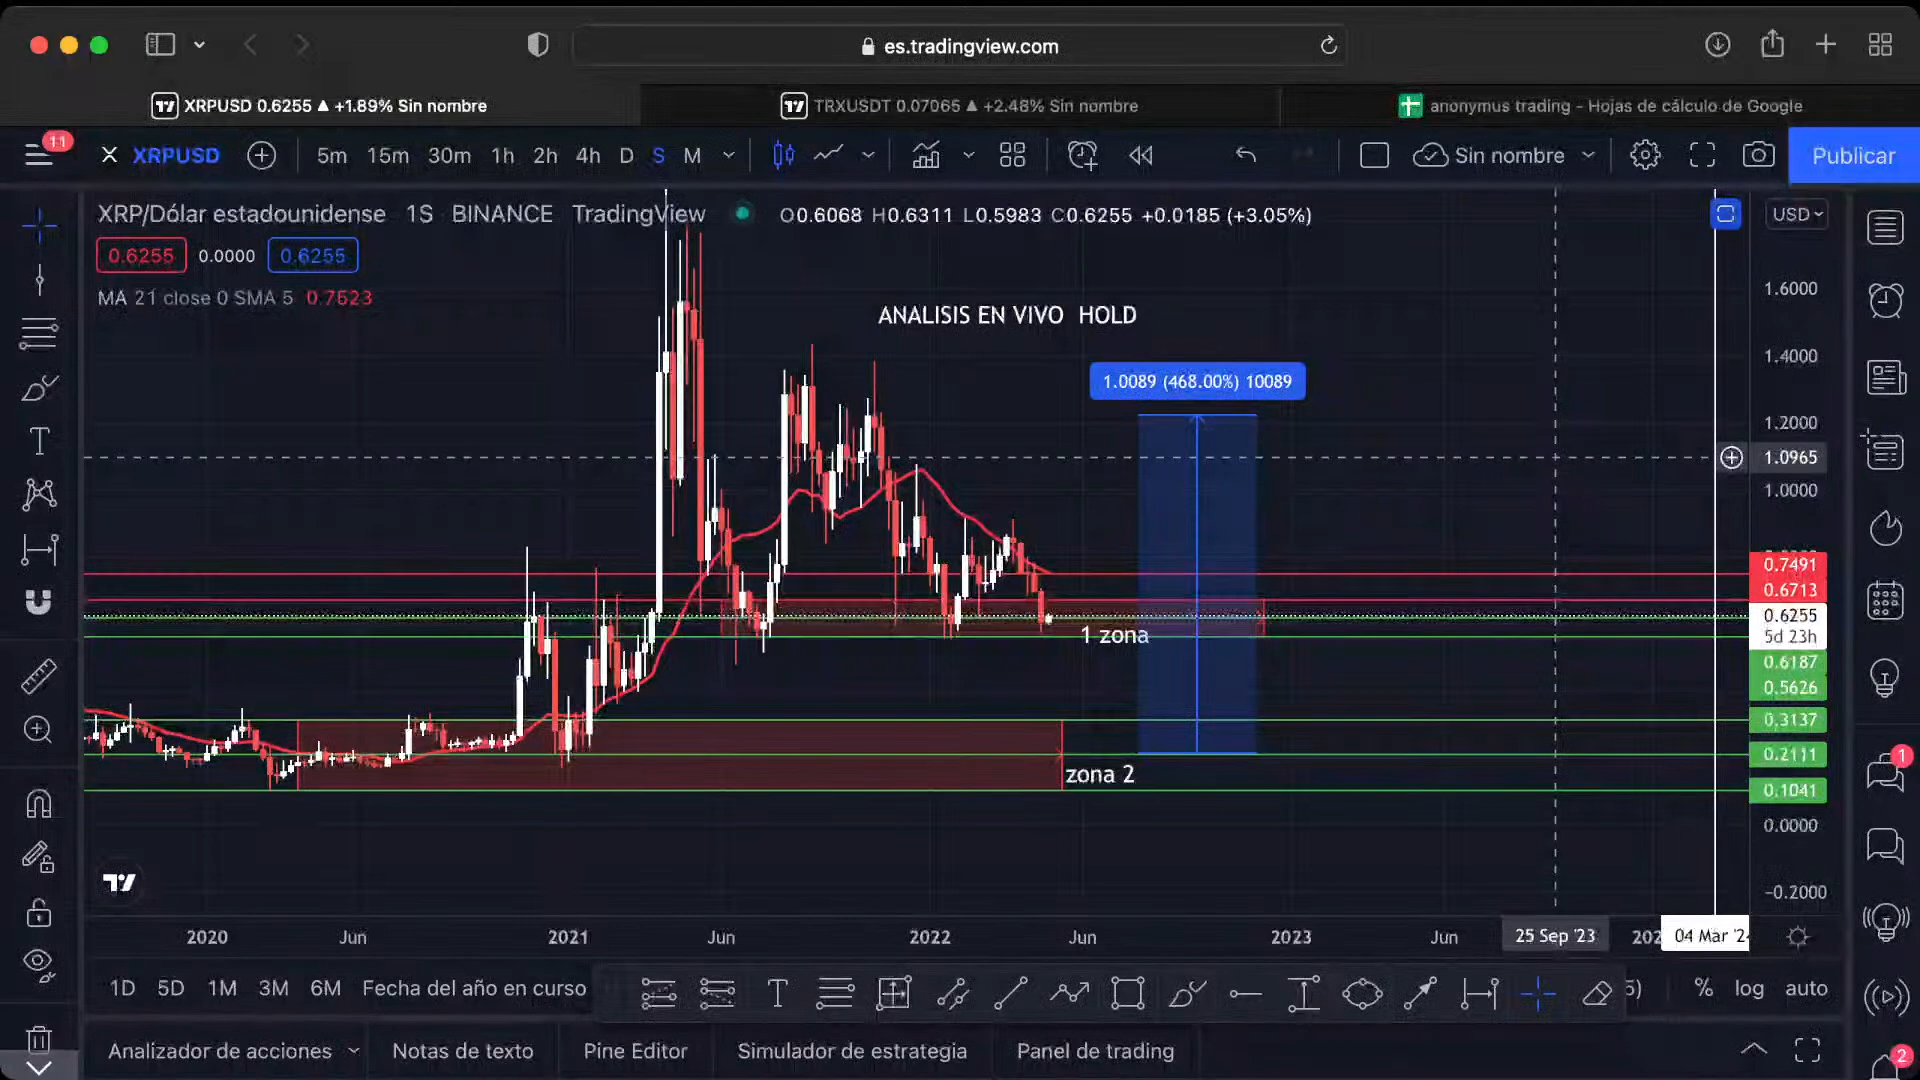 es.tradingview.com
XRPUSD 0.6255 ▲ +1.89% Sin nombre
TRXUSDT 0.07065 ▲ +2.48% Sin nombre
anonymus trading - Hojas de cálculo de Google
11
XRPUSD
5m 15m 30m 1h 2h 4h D S M
Sin nombre
Publicar
XRP/Dólar estadounidense 1S BINANCE TradingView
O0.6068 H0.6311 L0.5983 C0.6255 +0.0185 (+3.05%)
USD
0.6255 0.0000 0.6255
MA 21 close 0 SMA 5 0.7523
ANALISIS EN VIVO HOLD
1.0089 (468.00%) 10089
1 zona
zona 2
1.6000
1.4000
1.2000
1.0965
1.0000
0.7491
0.6713
0.6255
5d 23h
0.6187
0.5626
0.3137
0.2111
0.1041
0.0000
−0.2000
1
2020 Jun 2021 Jun 2022 Jun 2023 Jun 25 Sep '23 202 04 Mar '2
1D 5D 1M 3M 6M Fecha del año en curso
5) % log auto
Analizador de acciones Notas de texto Pine Editor Simulador de estrategia Panel de trading
2